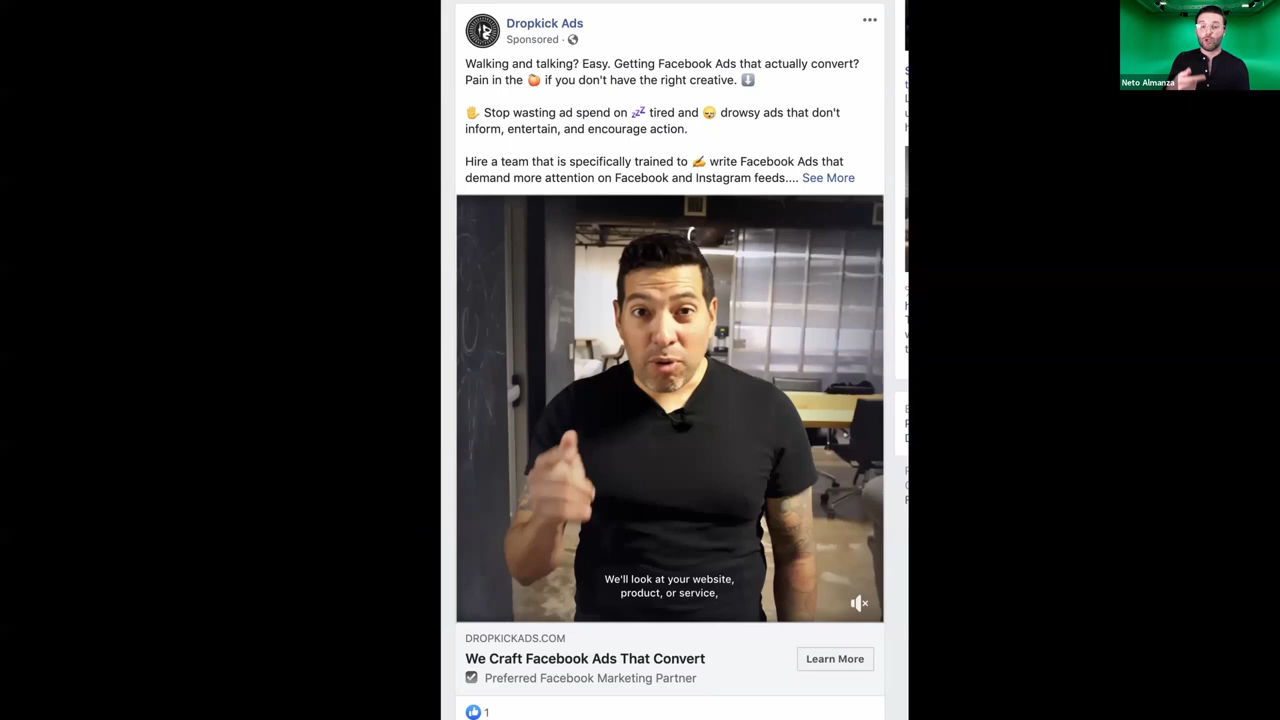 Dropkick Ads
Sponsored ·
Neto Almanza
Walking and talking? Easy. Getting Facebook Ads that actually convert?
Pain in the 🍑 if you don't have the right creative. ⬇️
✋ Stop wasting ad spend on 💤 tired and 😪 drowsy ads that don't
inform, entertain, and encourage action.
Hire a team that is specifically trained to ✍️ write Facebook Ads that
demand more attention on Facebook and Instagram feeds.... See More
We'll look at your website,
product, or service,
DROPKICKADS.COM
We Craft Facebook Ads That Convert
Learn More
☑ Preferred Facebook Marketing Partner
1